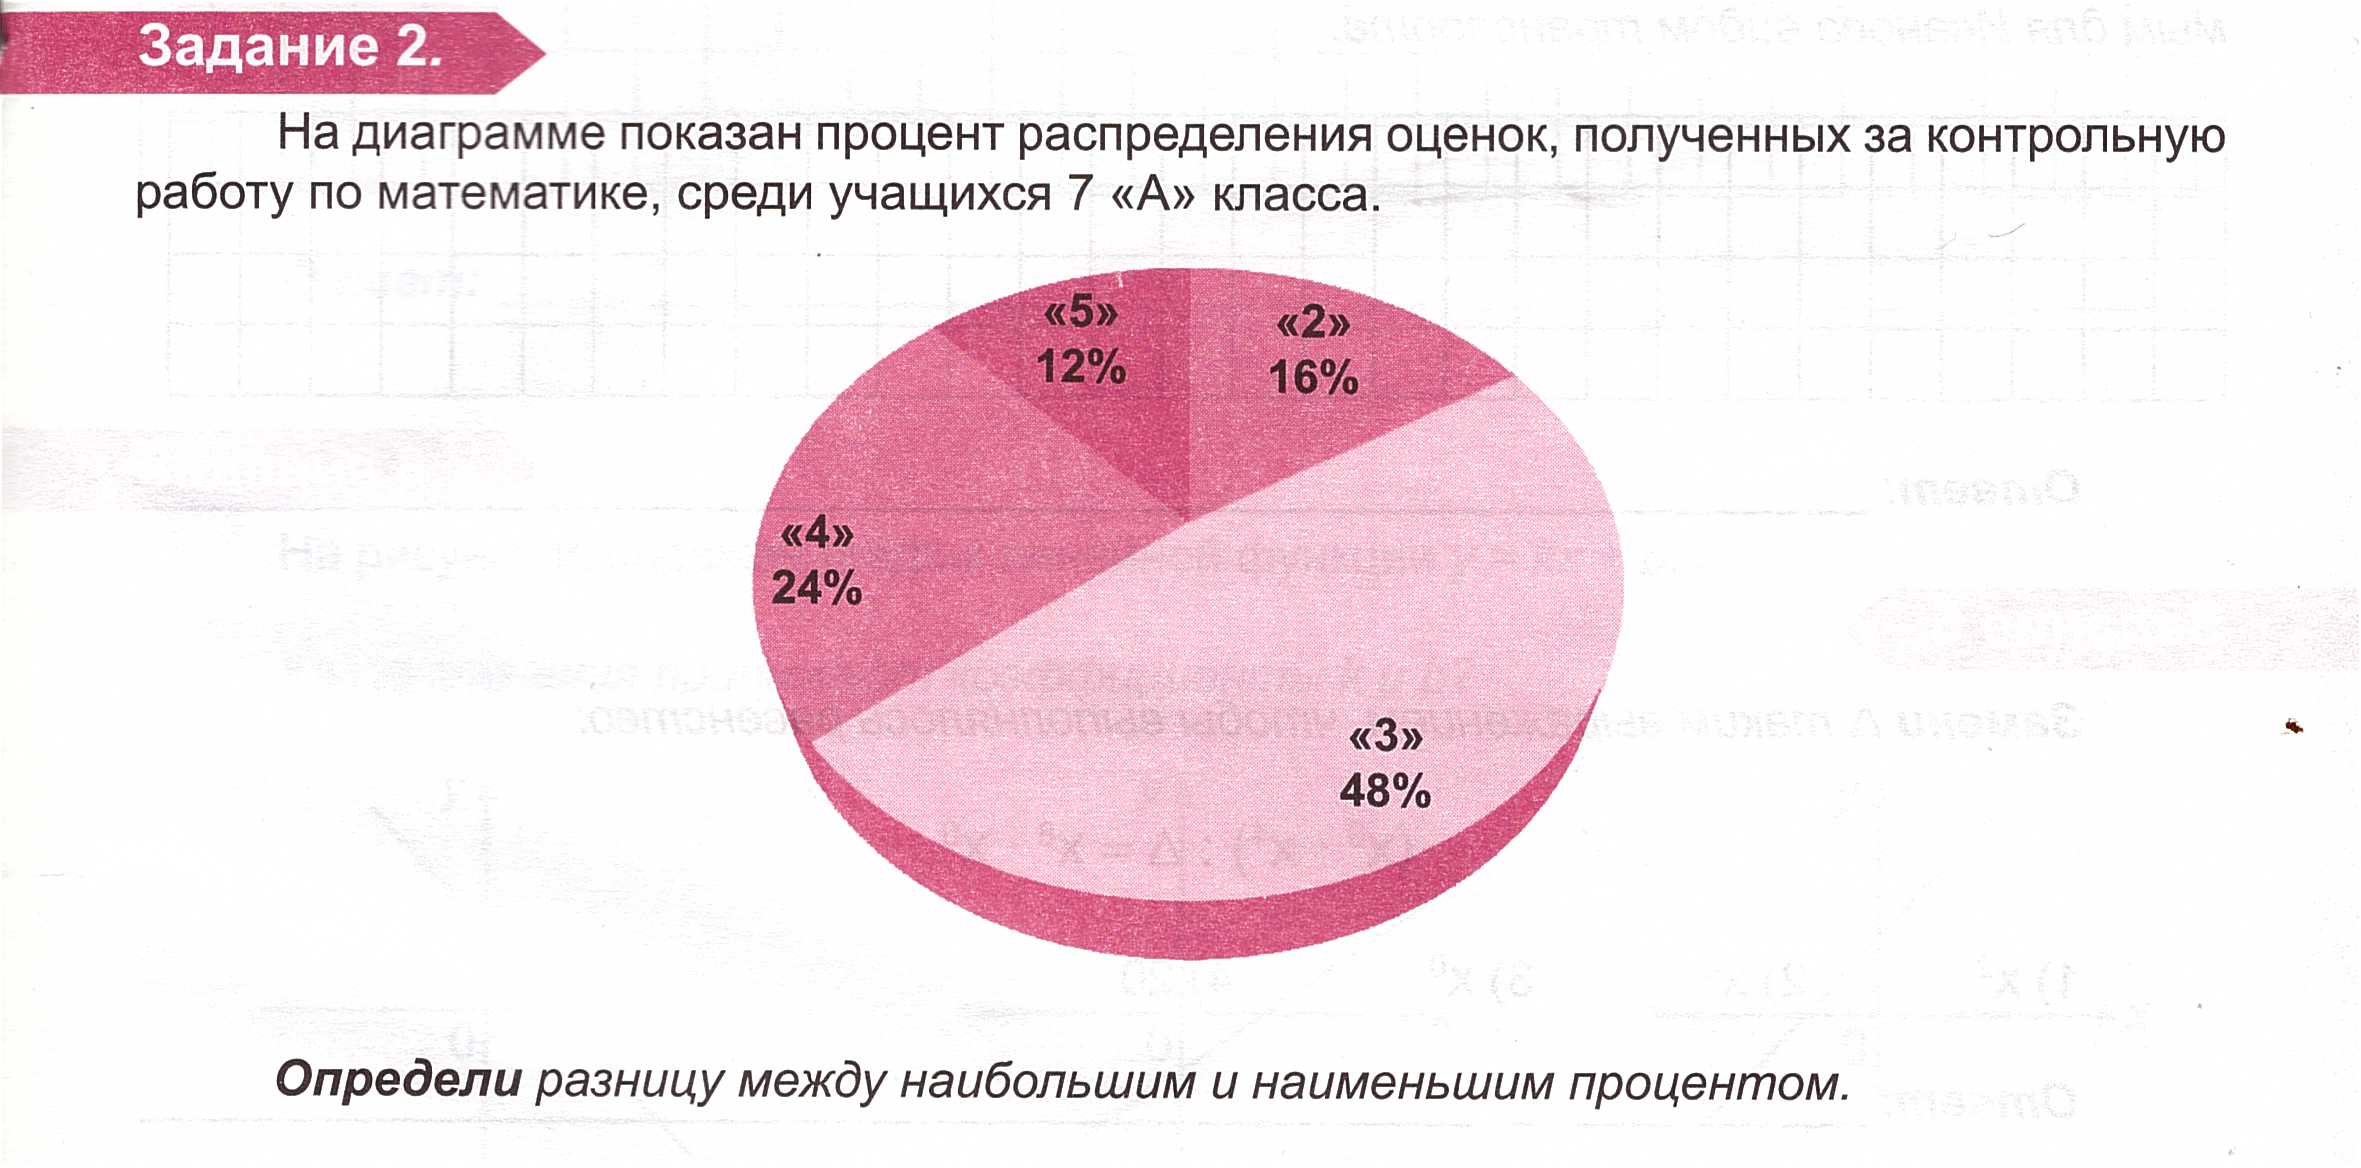 Задание 2.
На диаграмме показан процент распределения оценок, полученных за контрольную
работу по математике, среди учащихся 7 «А» класса.
«5»
12%
«2»
16%
«4»
24%
«3»
48%
Определи разницу между наибольшим и наименьшим процентом.